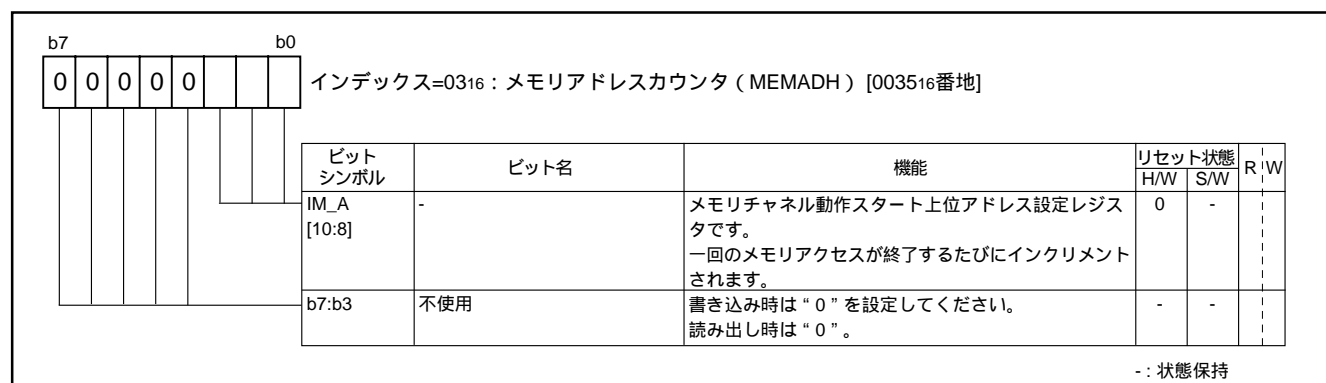 b7 b0
0 0 0 0 0 インデックス=0316：メモリアドレスカウンタ（MEMADH）[003516番地]
ビット シンボル ビット名 機能 リセット状態 H/W S/W R W
IM_A - メモリチャネル動作スタート上位アドレス設定レジス 0 -
[10:8] タです。
一回のメモリアクセスが終了するたびにインクリメント
されます。
b7:b3 不使用 書き込み時は“0”を設定してください。 - -
読み出し時は“0”。
- : 状態保持